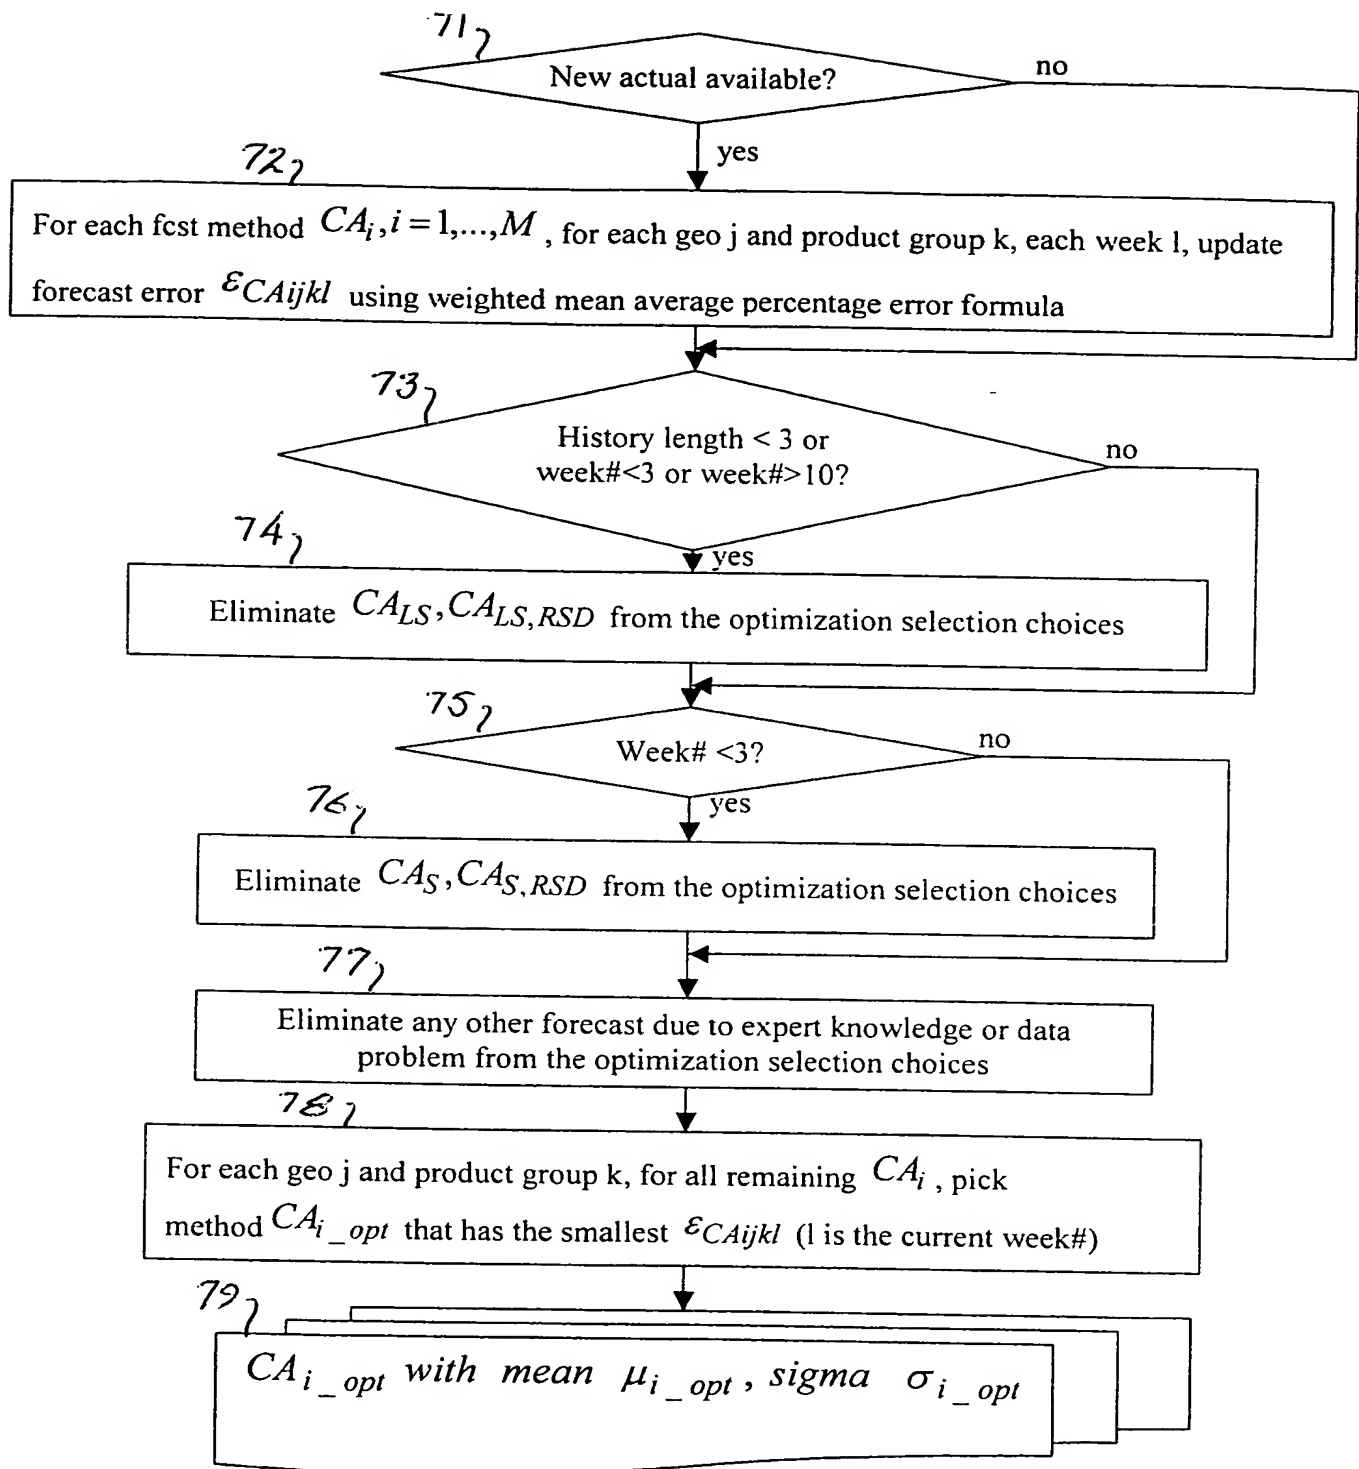 71
New actual available?
no
yes
72
For each fcst method CA_i, i = 1,...,M , for each geo j and product group k, each week l, update
forecast error ε_CAijkl using weighted mean average percentage error formula
73
History length < 3 or
week#<3 or week#>10?
no
74
yes
Eliminate CA_LS, CA_LS,RSD from the optimization selection choices
75
Week# <3?
no
76
yes
Eliminate CA_S, CA_S,RSD from the optimization selection choices
77
Eliminate any other forecast due to expert knowledge or data
problem from the optimization selection choices
78
For each geo j and product group k, for all remaining CA_i , pick
method CA_i_opt that has the smallest ε_CAijkl (l is the current week#)
79
CA_i_opt with mean μ_i_opt , sigma σ_i_opt